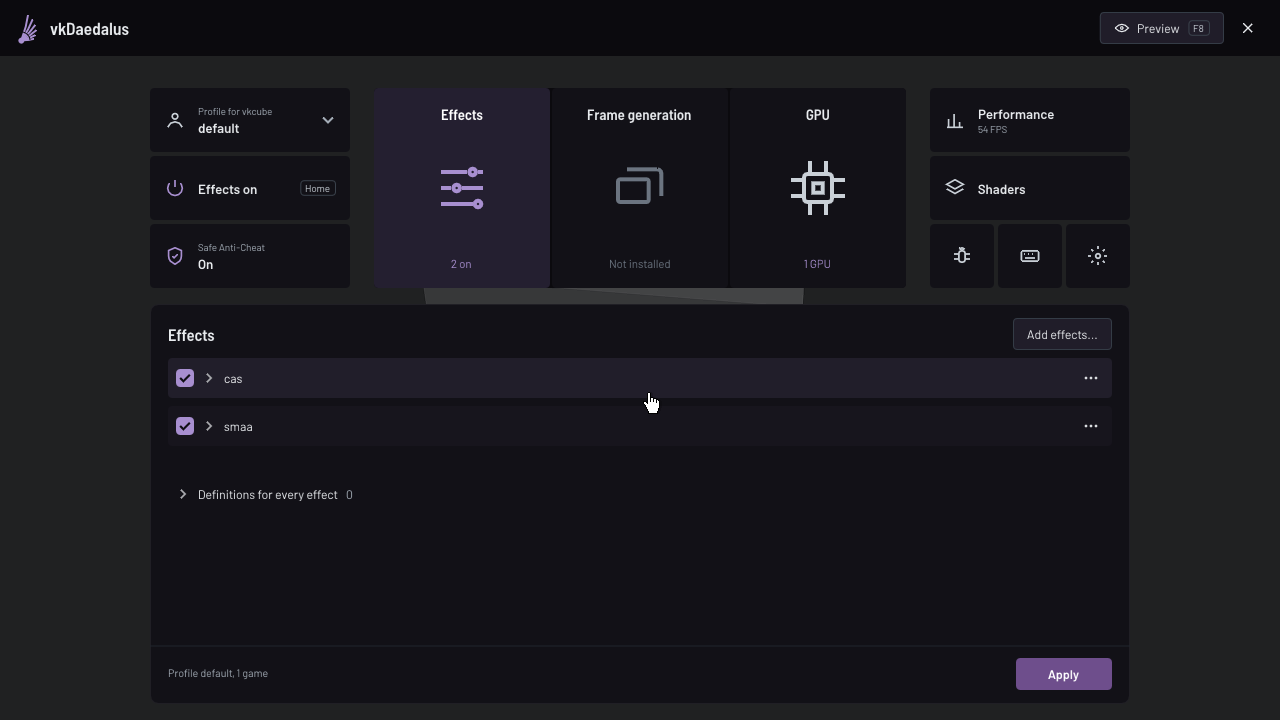 vkDaedalus
Preview F8
Profile for vkcube
default
Effects on Home
Safe Anti-Cheat
On
Effects
2 on
Frame generation
Not installed
GPU
1 GPU
Performance
54 FPS
Shaders
Effects
Add effects...
cas
smaa
Definitions for every effect 0
Profile default, 1 game
Apply